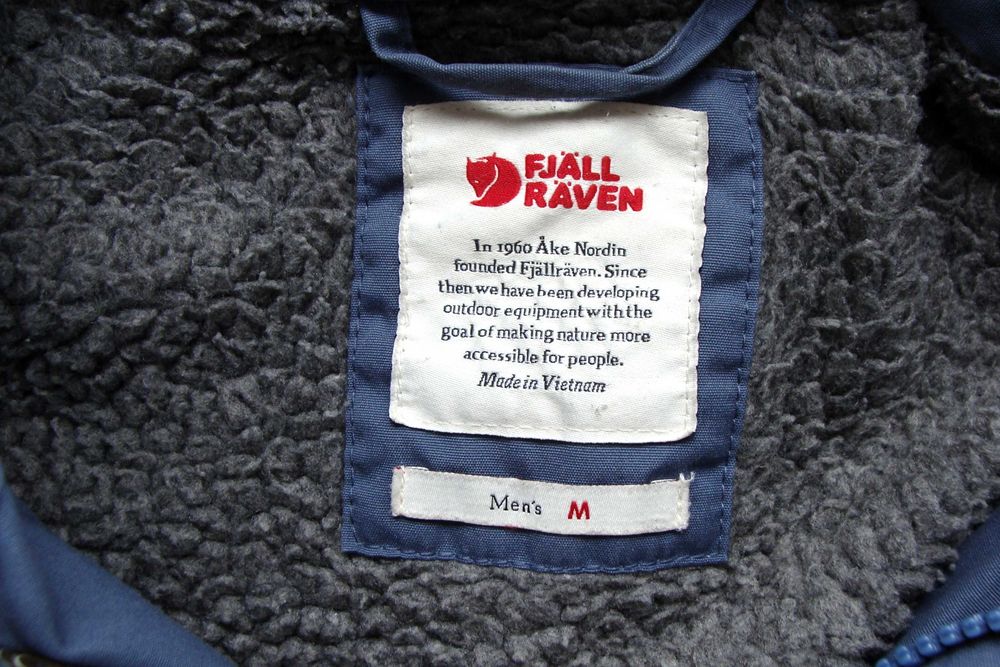 FJÄLL
RÄVEN
In 1960 Åke Nordin
founded Fjällräven. Since
then we have been developing
outdoor equipment with the
goal of making nature more
accessible for people.
Made in Vietnam
Men's M